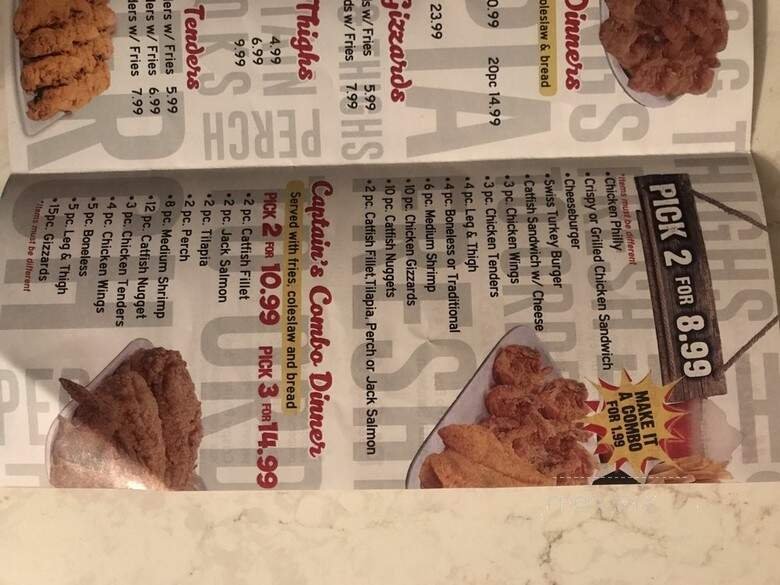 PICK 2 FOR 8.99
*Items must be different
•Chicken Philly
•Crispy or Grilled Chicken Sandwich
•Cheeseburger
•Swiss Turkey Burger
•Catfish Sandwich w/ Cheese
•3 pc. Chicken Wings
•3 pc. Chicken Tenders
•4 pc. Leg & Thigh
•4 pc. Boneless or Traditional
•6 pc. Medium Shrimp
•10 pc. Chicken Gizzards
•10 pc. Catfish Nuggets
•2 pc. Catfish Fillet,Tilapia, Perch or Jack Salmon
MAKE IT
A COMBO
FOR 1.99
Captain's Combo Dinner
Served with fries, coleslaw and bread
PICK 2 FOR 10.99 PICK 3 FOR 14.99
•2 pc. Catfish Fillet
•2 pc. Jack Salmon
•2 pc Tilapia
•2 pc. Perch
•8 pc. Medium Shrimp
•12 pc. Catfish Nugget
•3 pc. Chicken Tenders
•4 pc. Chicken Wings
•5 pc. Boneless
•5 pc. Leg & Thigh
•15pc. Gizzards
*Items must be different
Dinners
coleslaw & bread
0.99 20pc 14.99
23.99
Gizzards
w/ Fries 5.99
w/ Fries 7.99
Thighs
4.99
6.99
9.99
Tenders
w/ Fries 5.99
w/ Fries 6.99
w/ Fries 7.99
THIGHS
PERCH